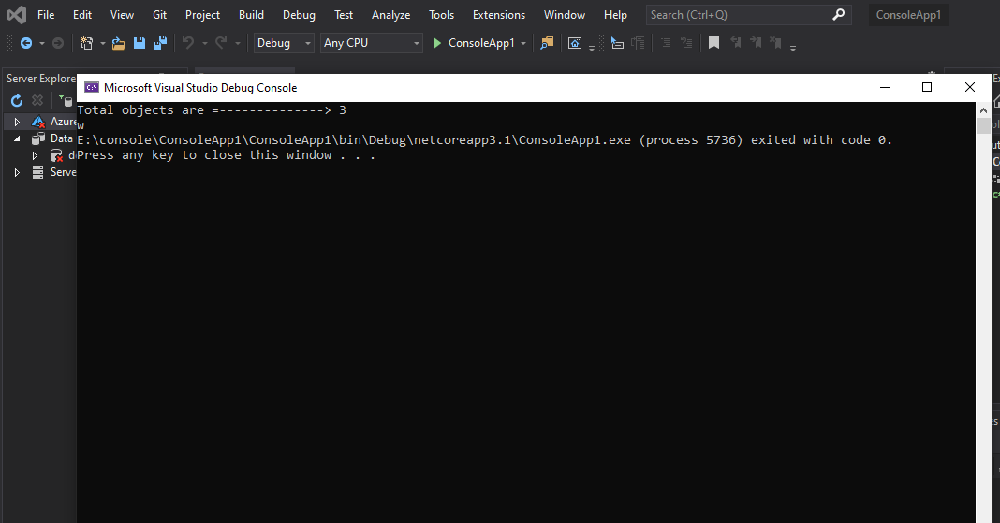 File Edit View Git Project Build Debug Test Analyze Tools Extensions Window Help Search (Ctrl+Q) ConsoleApp1
Debug Any CPU ConsoleApp1
Server Explore
Microsoft Visual Studio Debug Console
Azure
Data
Serve
Total objects are =--------------> 3
w
E:\console\ConsoleApp1\ConsoleApp1\bin\Debug\netcoreapp3.1\ConsoleApp1.exe (process 5736) exited with code 0.
Press any key to close this window . . .